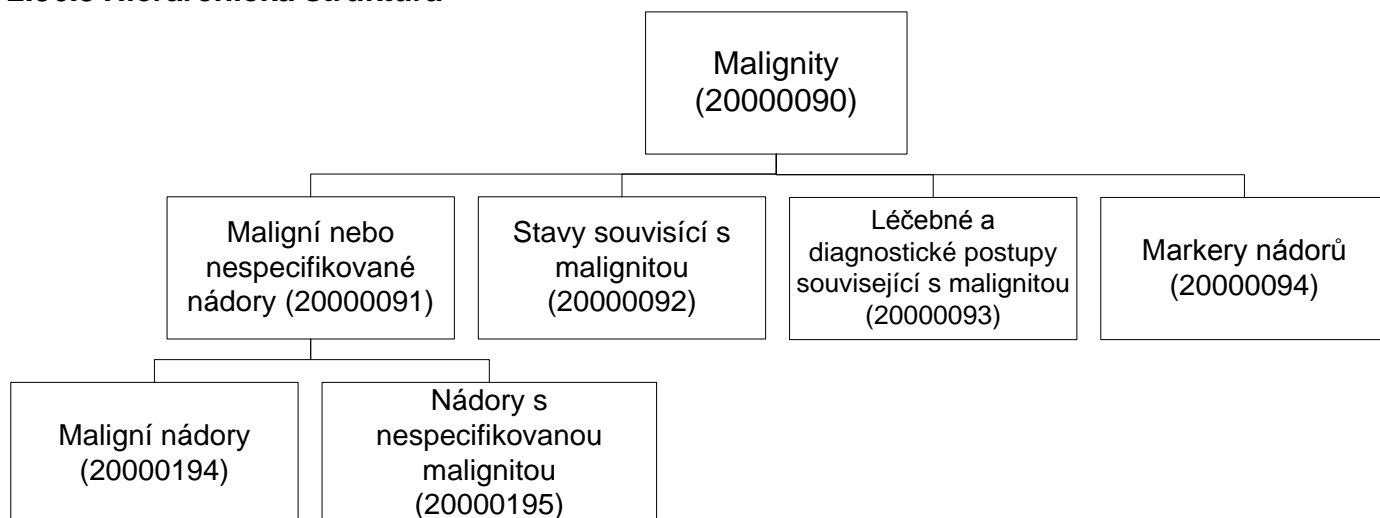 Malignity
(20000090)
Maligní nebo
nespecifikované
nádory (20000091)
Stavy souvisící s
malignitou
(20000092)
Léčebné a
diagnostické postupy
související s malignitou
(20000093)
Markery nádorů
(20000094)
Maligní nádory
(20000194)
Nádory s
nespecifikovanou
malignitou
(20000195)